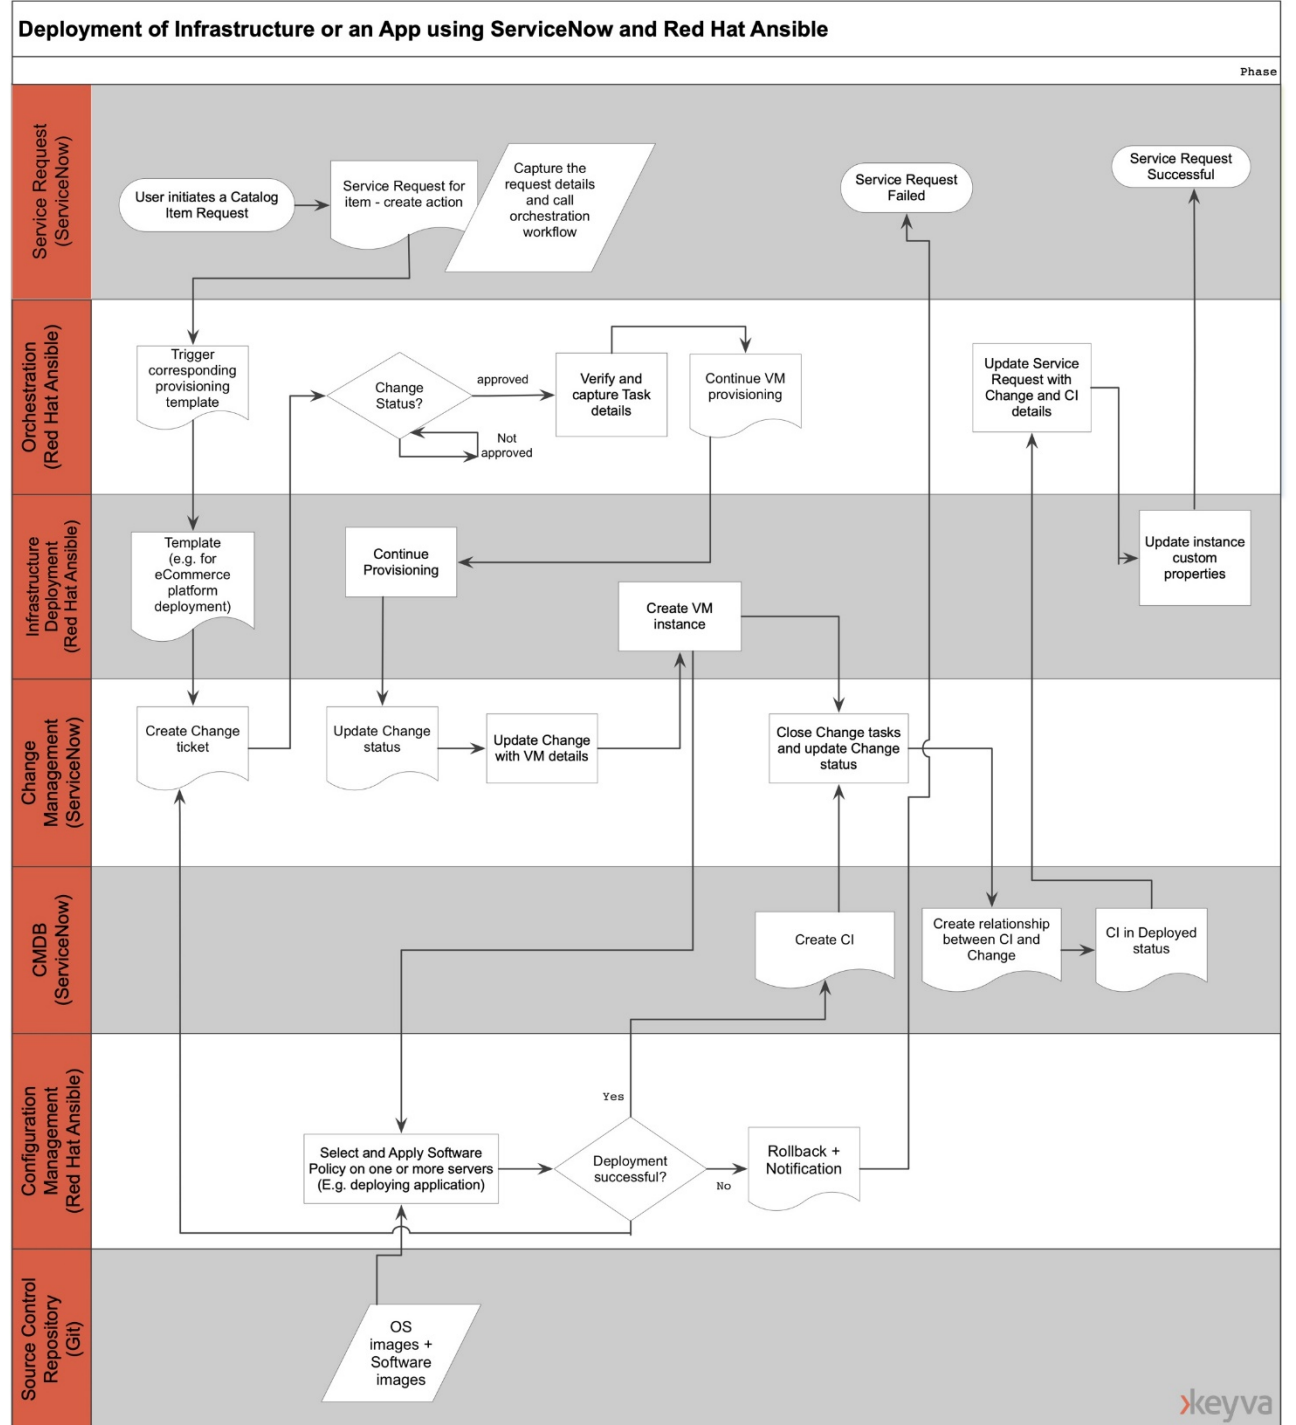 Deployment of Infrastructure or an App using ServiceNow and Red Hat Ansible
Phase
Service Request
(ServiceNow)
User initiates a Catalog
Item Request
Service Request for
item - create action
Capture the
request details
and call
orchestration
workflow
Service Request
Failed
Service Request
Successful
Orchestration
(Red Hat Ansible)
Trigger
corresponding
provisioning
template
Change
Status?
approved
Not
approved
Verify and
capture Task
details
Continue VM
provisioning
Update Service
Request with
Change and CI
details
Infrastructure
Deployment
(Red Hat Ansible)
Template
(e.g. for
eCommerce
platform
deployment)
Continue
Provisioning
Create VM
instance
Update instance
custom
properties
Change
Management
(ServiceNow)
Create Change
ticket
Update Change
status
Update Change
with VM details
Close Change tasks
and update Change
status
CMDB
(ServiceNow)
Create CI
Create relationship
between CI and
Change
CI in Deployed
status
Configuration
Management
(Red Hat Ansible)
Select and Apply Software
Policy on one or more servers
(E.g. deploying application)
Yes
Deployment
successful?
No
Rollback +
Notification
Source Control
Repository
(Git)
OS
images +
Software
images
keyva